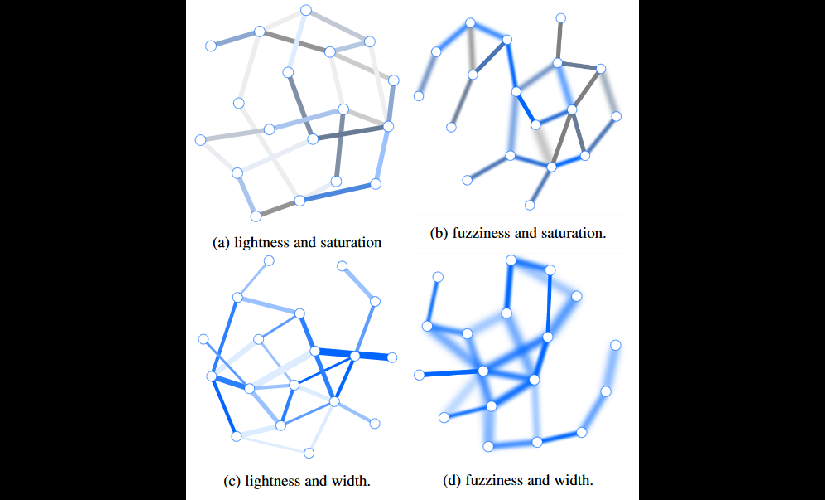 (a) lightness and saturation
(b) fuzziness and saturation.
(c) lightness and width.
(d) fuzziness and width.